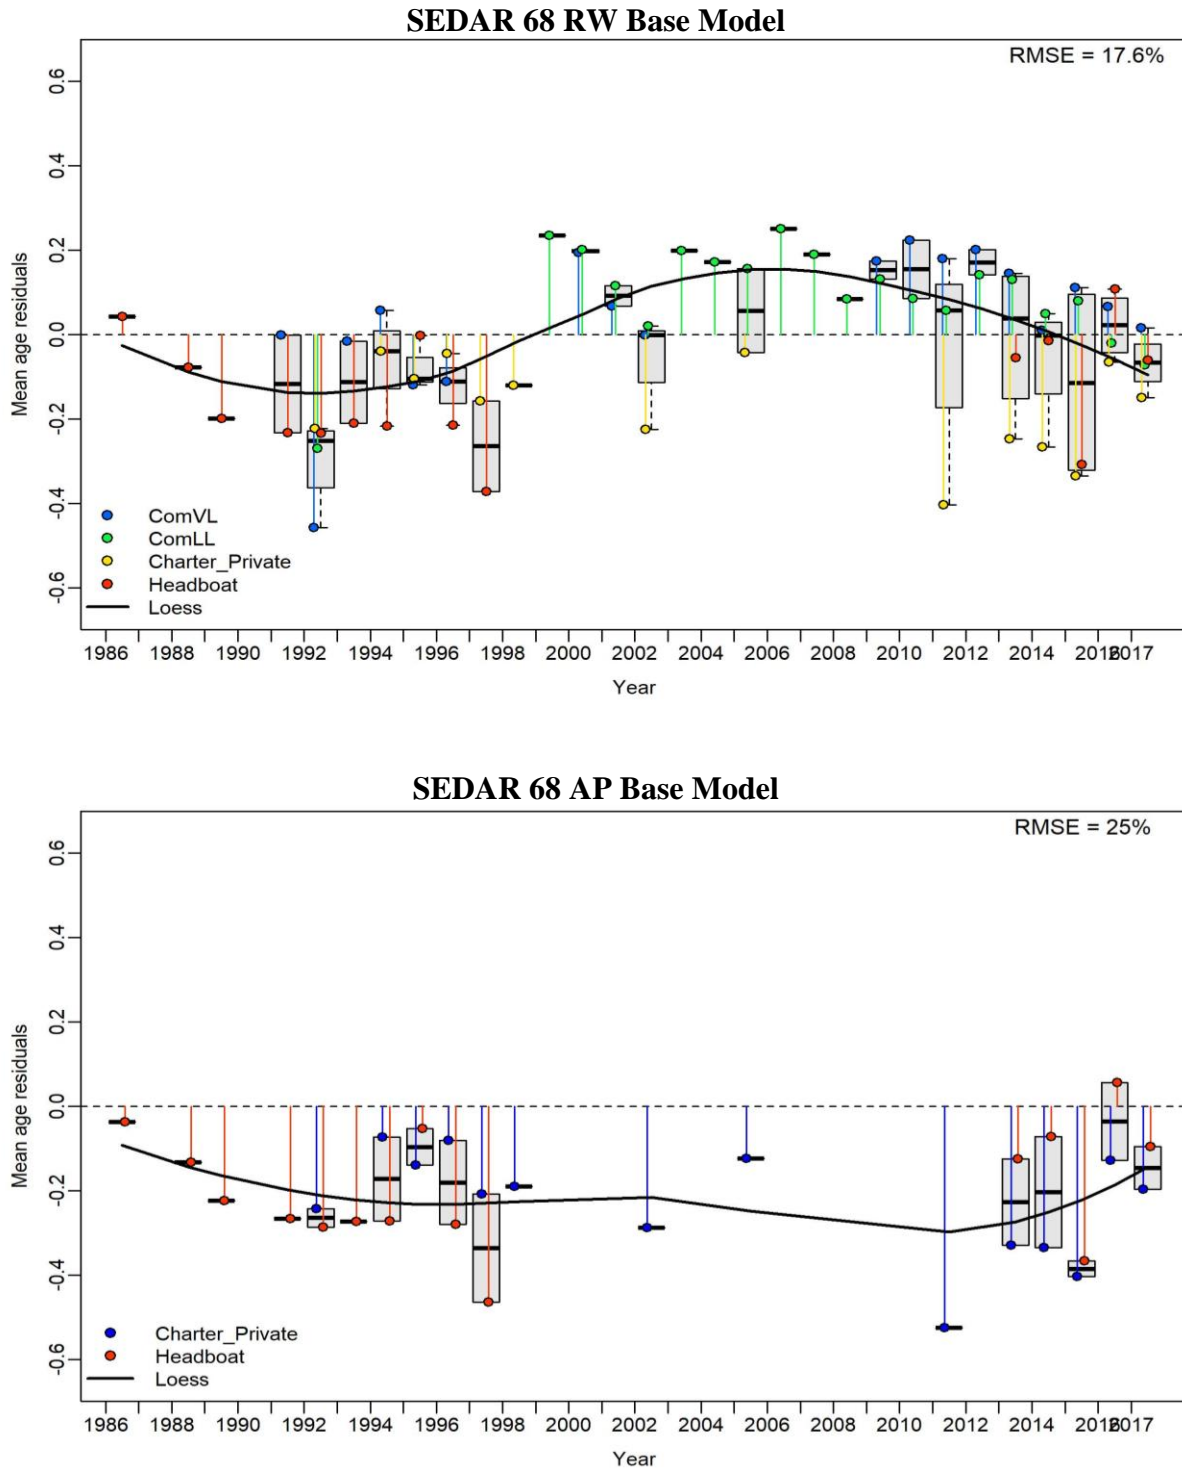 SEDAR 68 RW Base Model
RMSE = 17.6%
0.6
0.4
0.2
0.0
-0.2
-0.4
-0.6
Mean age residuals
ComVL
ComLL
Charter_Private
Headboat
Loess
1986 1988 1990 1992 1994 1996 1998 2000 2002 2004 2006 2008 2010 2012 2014 2016 2017
Year
SEDAR 68 AP Base Model
RMSE = 25%
0.6
0.4
0.2
0.0
-0.2
-0.4
-0.6
Mean age residuals
Charter_Private
Headboat
Loess
1986 1988 1990 1992 1994 1996 1998 2000 2002 2004 2006 2008 2010 2012 2014 2016 2017
Year